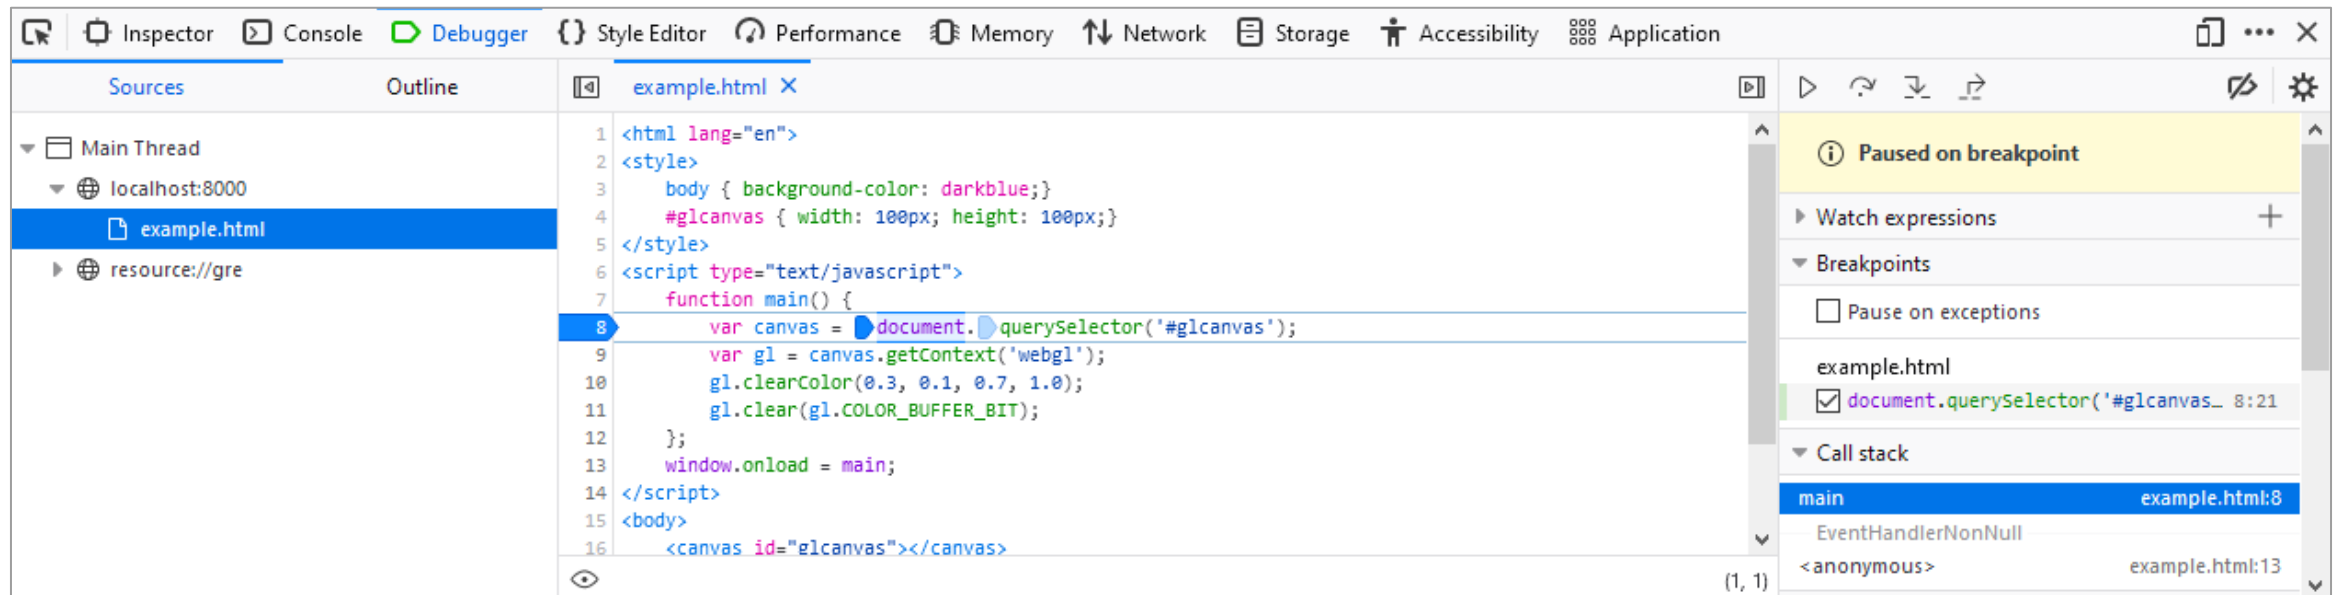 Inspector Console Debugger Style Editor Performance Memory Network Storage Accessibility Application
Sources Outline
Main Thread
localhost:8000
example.html
resource://gre
example.html
1 <html lang="en">
2 <style>
3 body { background-color: darkblue;}
4 #glcanvas { width: 100px; height: 100px;}
5 </style>
6 <script type="text/javascript">
7 function main() {
8 var canvas = document.querySelector('#glcanvas');
9 var gl = canvas.getContext('webgl');
10 gl.clearColor(0.3, 0.1, 0.7, 1.0);
11 gl.clear(gl.COLOR_BUFFER_BIT);
12 };
13 window.onload = main;
14 </script>
15 <body>
16 <canvas id="glcanvas"></canvas>
(1, 1)
Paused on breakpoint
Watch expressions
Breakpoints
Pause on exceptions
example.html
document.querySelector('#glcanvas… 8:21
Call stack
main example.html:8
EventHandlerNonNull
<anonymous> example.html:13